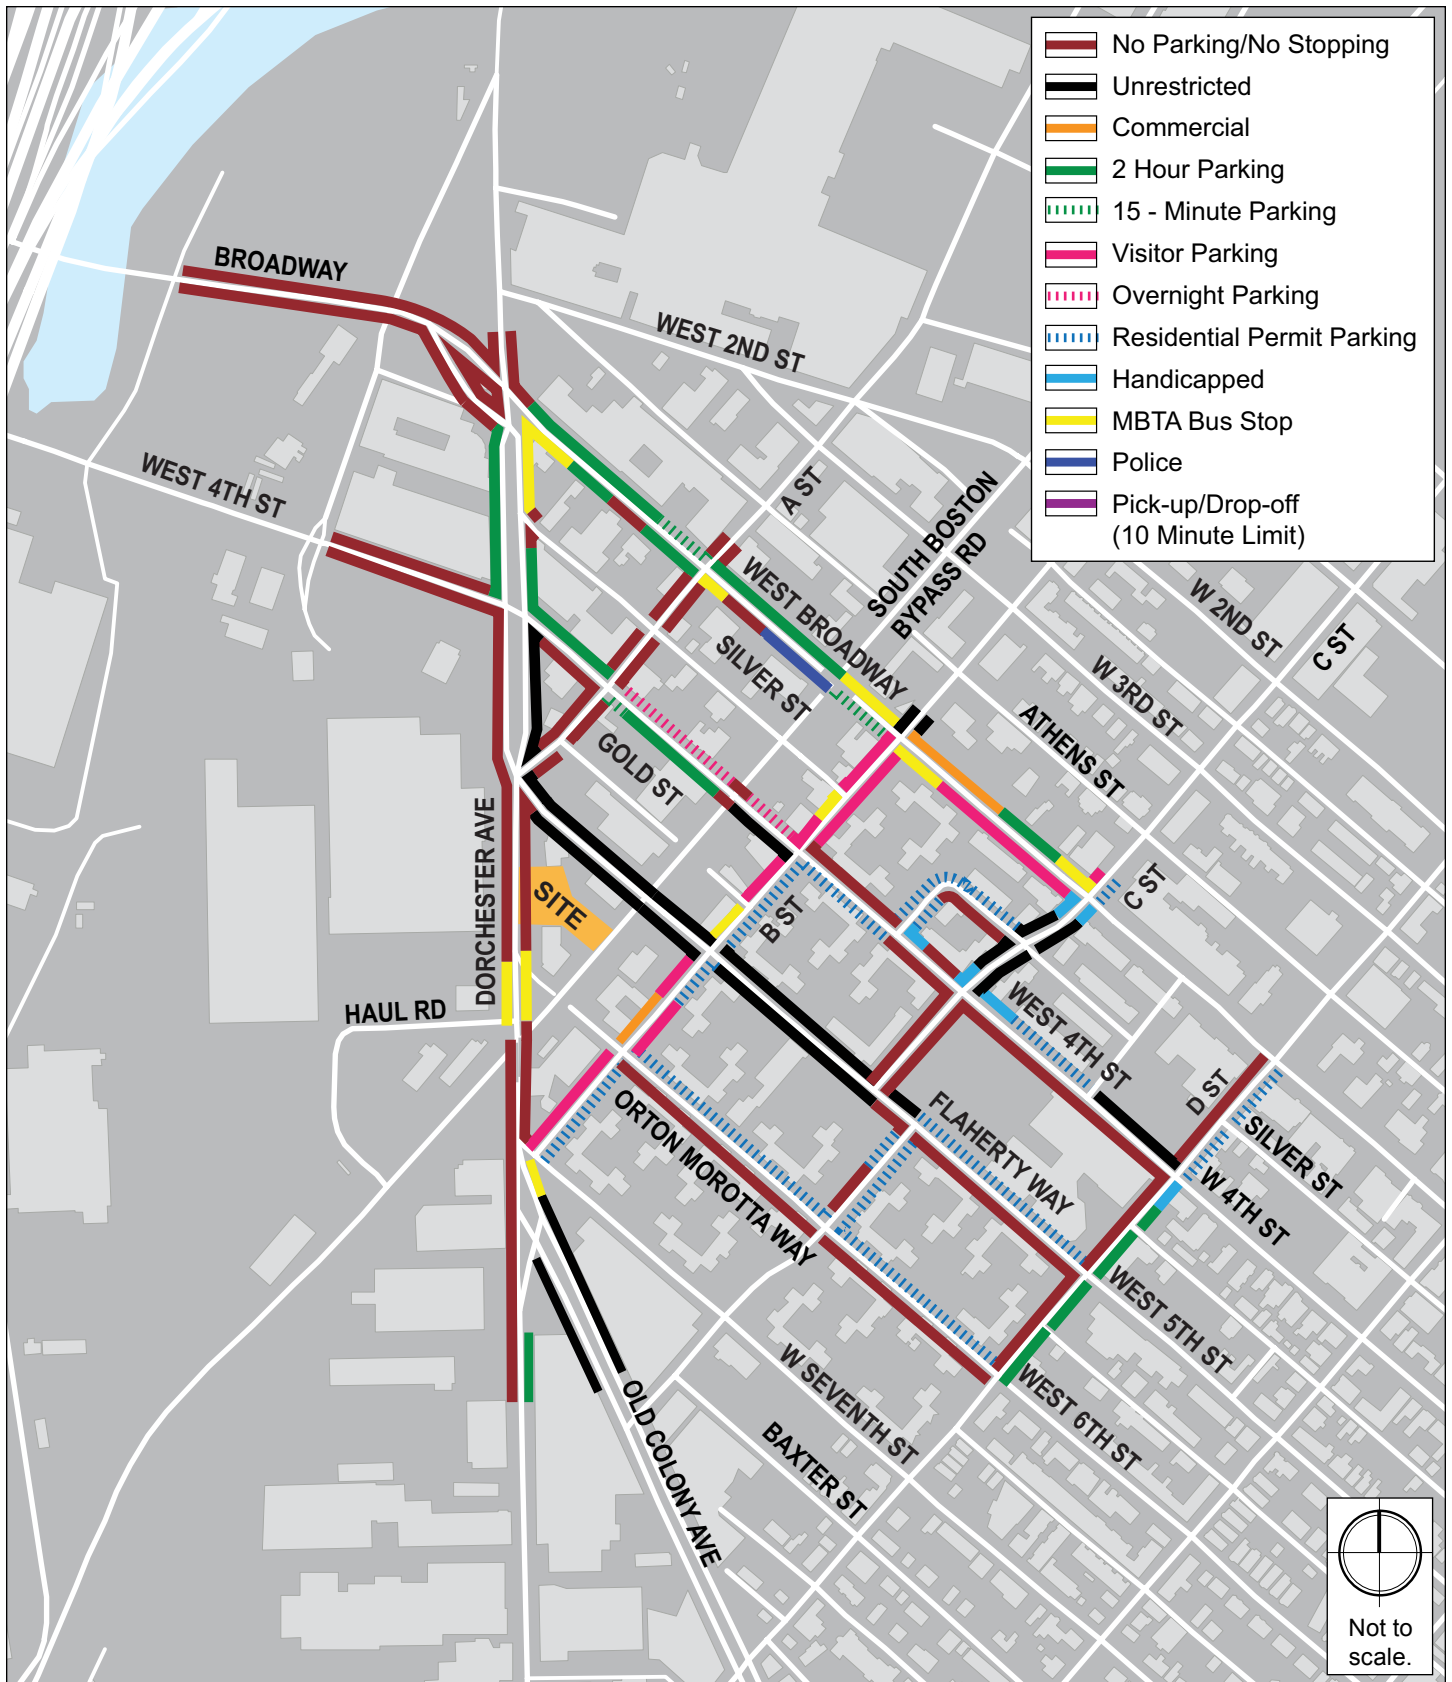 No Parking/No Stopping
Unrestricted
Commercial
2 Hour Parking
15 - Minute Parking
Visitor Parking
Overnight Parking
Residential Permit Parking
Handicapped
MBTA Bus Stop
Police
Pick-up/Drop-off
(10 Minute Limit)
BROADWAY
WEST 2ND ST
WEST 4TH ST
A ST
SOUTH BOSTON
BYPASS RD
WEST BROADWAY
W 2ND ST
C ST
SILVER ST
W 3RD ST
ATHENS ST
GOLD ST
DORCHESTER AVE
SITE
B ST
C ST
HAUL RD
WEST 4TH ST
D ST
ORTON MOROTTA WAY
FLAHERTY WAY
SILVER ST
W 4TH ST
WEST 5TH ST
W SEVENTH ST
WEST 6TH ST
OLD COLONY AVE
BAXTER ST
Not to
scale.